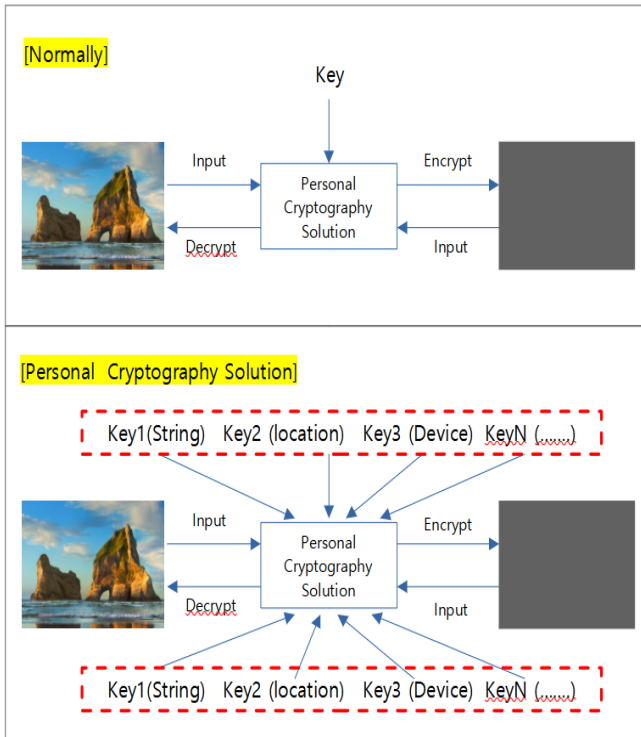 [Normally]
Key
Input
Encrypt
Personal
Cryptography
Solution
Decrypt
Input
[Personal Cryptography Solution]
Key1(String) Key2 (location) Key3 (Device) KeyN (.......)
Input
Encrypt
Personal
Cryptography
Solution
Decrypt
Input
Key1(String) Key2 (location) Key3 (Device) KeyN (.......)